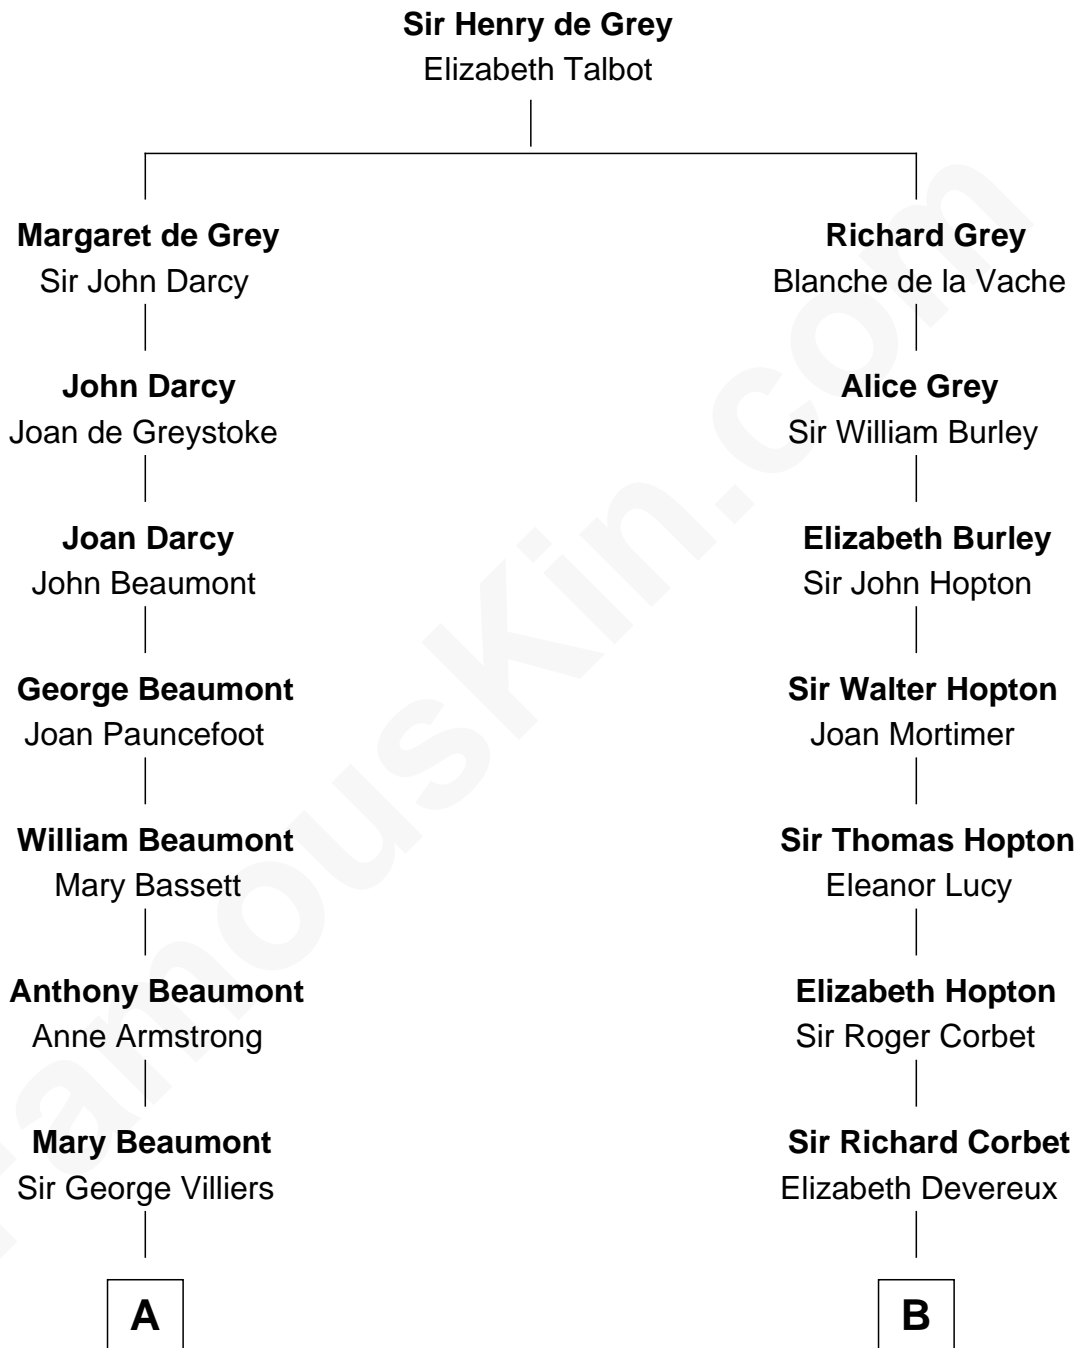 Sir Henry de Grey
Elizabeth Talbot
Margaret de Grey
Sir John Darcy
Richard Grey
Blanche de la Vache
John Darcy
Joan de Greystoke
Alice Grey
Sir William Burley
Joan Darcy
John Beaumont
Elizabeth Burley
Sir John Hopton
George Beaumont
Joan Pauncefoot
Sir Walter Hopton
Joan Mortimer
William Beaumont
Mary Bassett
Sir Thomas Hopton
Eleanor Lucy
Anthony Beaumont
Anne Armstrong
Elizabeth Hopton
Sir Roger Corbet
Mary Beaumont
Sir George Villiers
Sir Richard Corbet
Elizabeth Devereux
A
B
FamousKin.com